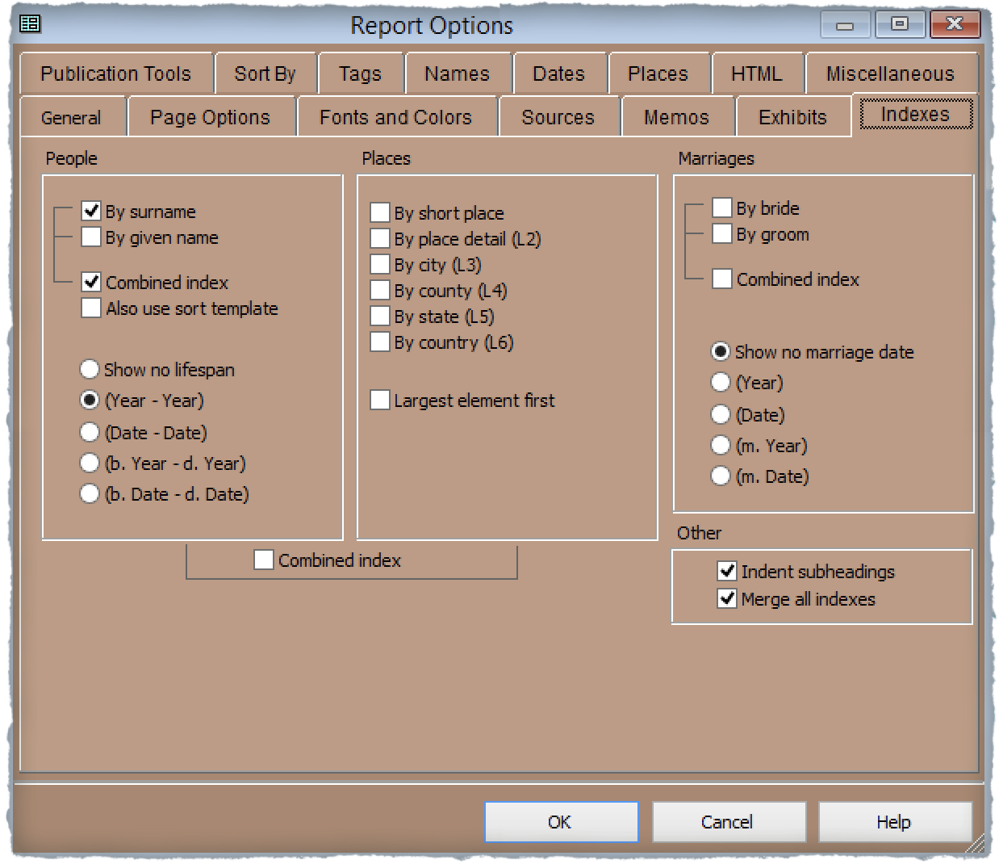 Report Options
Publication Tools Sort By Tags Names Dates Places HTML Miscellaneous
General Page Options Fonts and Colors Sources Memos Exhibits Indexes
People
By surname
By given name
Combined index
Also use sort template
Show no lifespan
(Year - Year)
(Date - Date)
(b. Year - d. Year)
(b. Date - d. Date)
Places
By short place
By place detail (L2)
By city (L3)
By county (L4)
By state (L5)
By country (L6)
Largest element first
Combined index
Marriages
By bride
By groom
Combined index
Show no marriage date
(Year)
(Date)
(m. Year)
(m. Date)
Other
Indent subheadings
Merge all indexes
OK Cancel Help